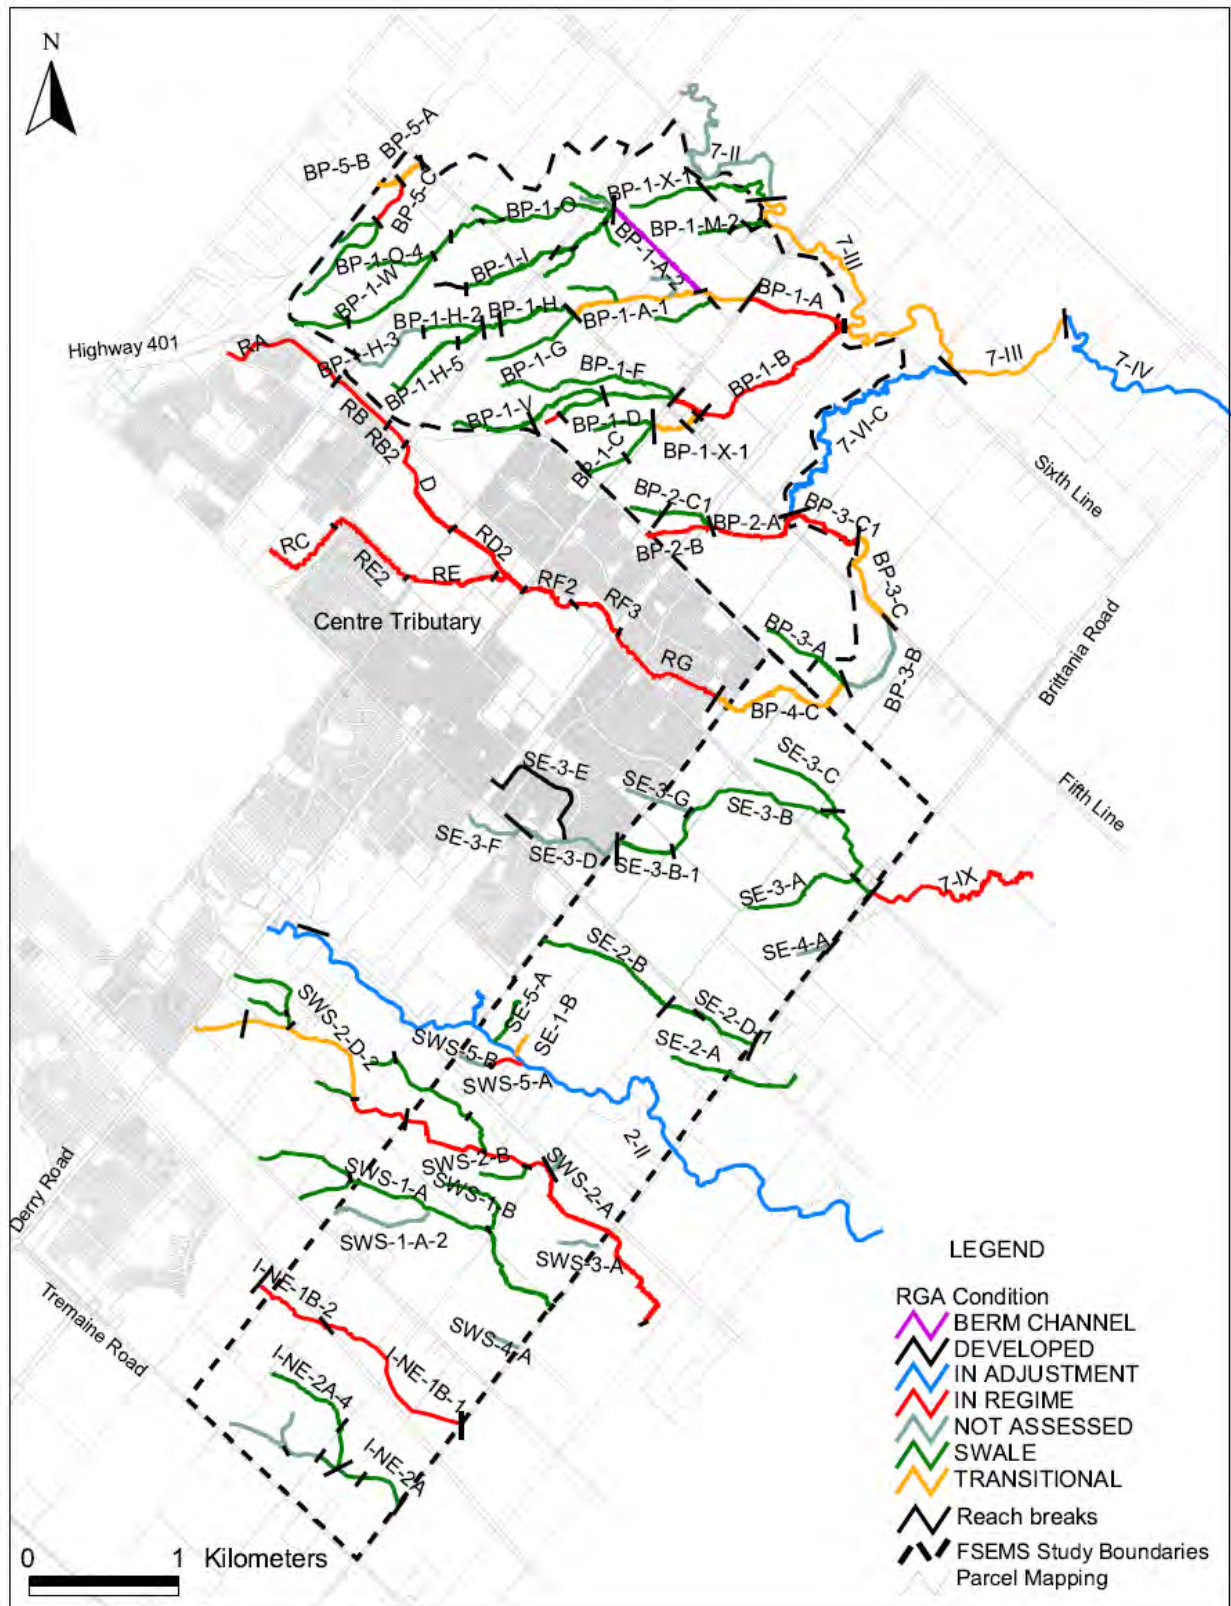 N
BP-5-A
BP-5-B
BP-5-C
7-II
BP-1-X-1
BP-1-O
BP-1-M-2
7-III
BP-1-O-4
BP-1-I
BP-1-A-2
BP-1-W
BP-1-A
BP-1-H-2
BP-1-H
BP-1-A-1
Highway 401
RA
BP-1-H-3
BP-1-H-5
BP-1-G
BP-1-F
BP-1-B
7-III
7-IV
RB
RB2
BP-1-V
BP-1-D
BP-1-C
BP-1-X-1
7-VI-C
Sixth Line
D
BP-2-C1
BP-2-A
BP-2-B
BP-3-C1
RC
RE2
RE
RD2
RF2
RF3
BP-3-C
Centre Tributary
RG
BP-3-A
BP-3-B
BP-4-C
Brittania Road
SE-3-E
SE-3-G
SE-3-C
SE-3-B
Fifth Line
SE-3-F
SE-3-D
SE-3-B-1
SE-3-A
7-IX
SE-2-B
SE-4-A
SE-5-A
SE-1-B
SE-2-D-1
SE-2-A
SWS-2-D-2
SWS-5-B
SWS-5-A
2-II
SWS-2-B
SWS-2-A
SWS-1-A
SWS-1-B
SWS-1-A-2
SWS-3-A
Derry Road
Tremaine Road
I-NE-1B-2
SWS-4-A
I-NE-1B-1
I-NE-2A-4
I-NE-2A
LEGEND
RGA Condition
BERM CHANNEL
DEVELOPED
IN ADJUSTMENT
IN REGIME
NOT ASSESSED
SWALE
TRANSITIONAL
Reach breaks
FSEMS Study Boundaries
Parcel Mapping
0 1 Kilometers